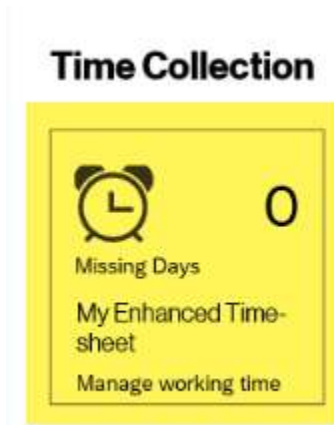 Time Collection
0
Missing Days
My Enhanced Time-
sheet
Manage working time